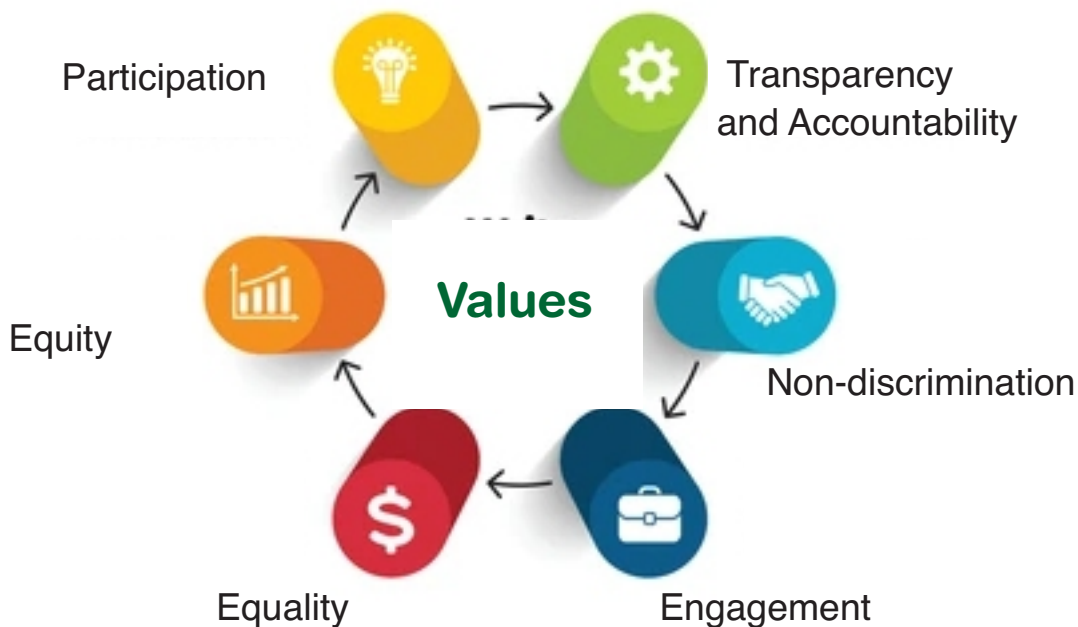 Participation
Transparency
and Accountability
Values
Equity
Non-discrimination
Equality
Engagement